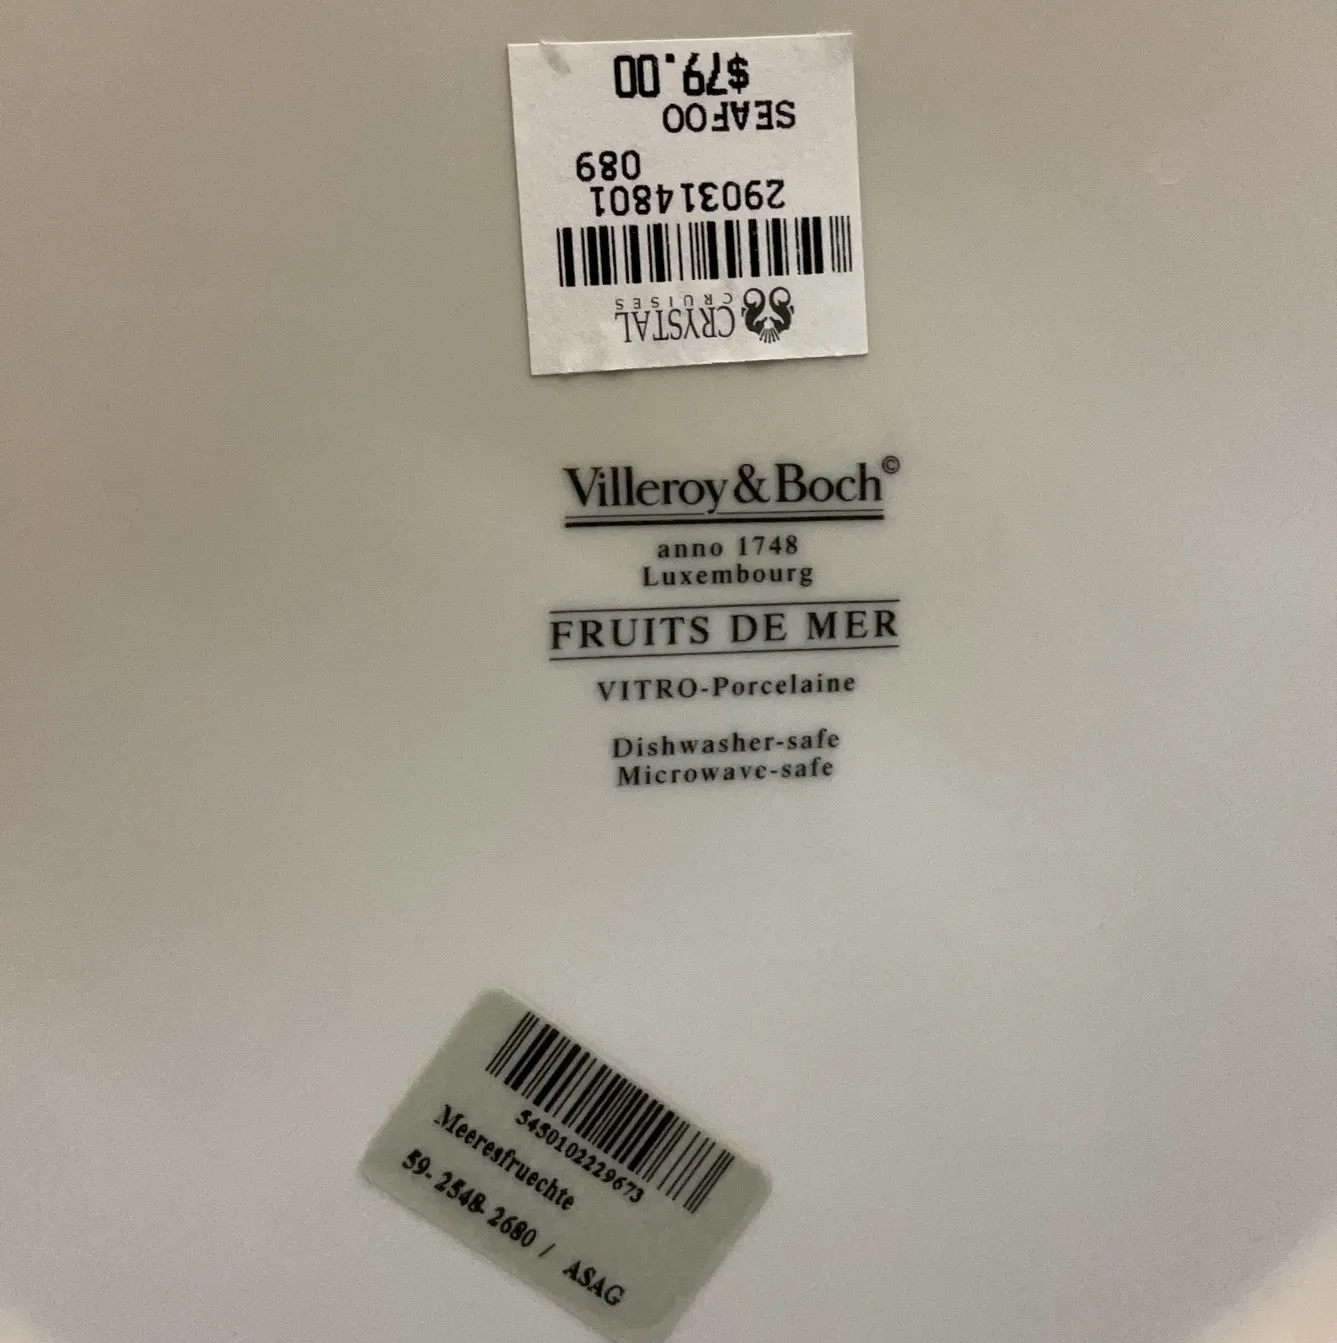 CRYSTAL
CRUISES
290314801
089
SEAFOO
$79.00
Villeroy & Boch©
anno 1748
Luxembourg
FRUITS DE MER
VITRO-Porcelaine
Dishwasher-safe
Microwave-safe
5450102229673
Meeresfruechte
59-2548-2680 / ASAG